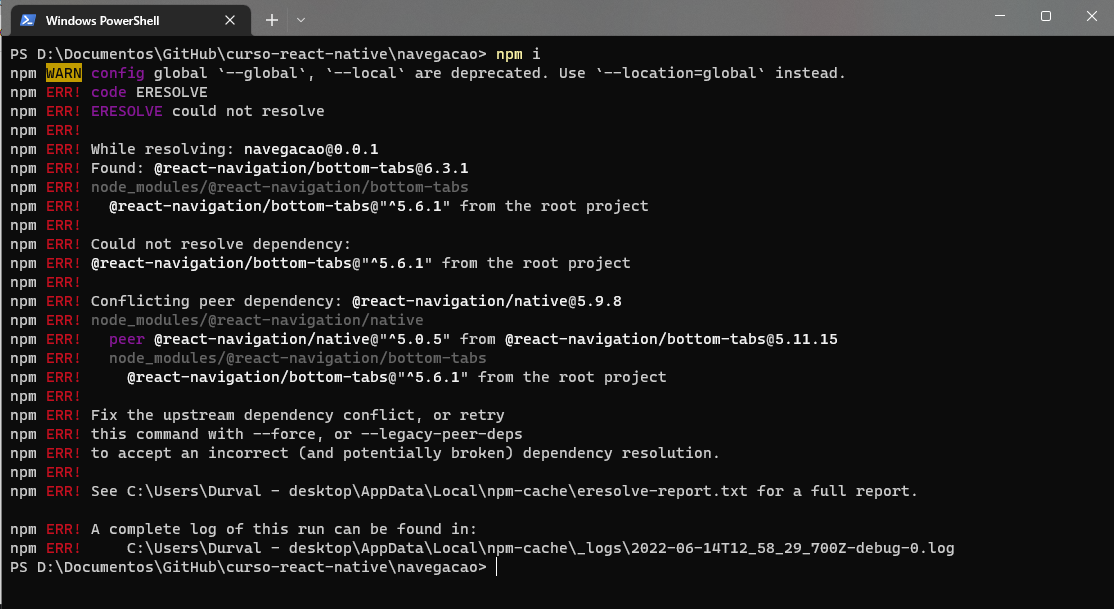 Windows PowerShell
PS D:\Documentos\GitHub\curso-react-native\navegacao> npm i
npm WARN config global `--global`, `--local` are deprecated. Use `--location=global` instead.
npm ERR! code ERESOLVE
npm ERR! ERESOLVE could not resolve
npm ERR!
npm ERR! While resolving: navegacao@0.0.1
npm ERR! Found: @react-navigation/bottom-tabs@6.3.1
npm ERR! node_modules/@react-navigation/bottom-tabs
npm ERR!   @react-navigation/bottom-tabs@"^5.6.1" from the root project
npm ERR!
npm ERR! Could not resolve dependency:
npm ERR! @react-navigation/bottom-tabs@"^5.6.1" from the root project
npm ERR!
npm ERR! Conflicting peer dependency: @react-navigation/native@5.9.8
npm ERR! node_modules/@react-navigation/native
npm ERR!   peer @react-navigation/native@"^5.0.5" from @react-navigation/bottom-tabs@5.11.15
npm ERR!   node_modules/@react-navigation/bottom-tabs
npm ERR!     @react-navigation/bottom-tabs@"^5.6.1" from the root project
npm ERR!
npm ERR! Fix the upstream dependency conflict, or retry
npm ERR! this command with --force, or --legacy-peer-deps
npm ERR! to accept an incorrect (and potentially broken) dependency resolution.
npm ERR!
npm ERR! See C:\Users\Durval - desktop\AppData\Local\npm-cache\eresolve-report.txt for a full report.
npm ERR! A complete log of this run can be found in:
npm ERR!     C:\Users\Durval - desktop\AppData\Local\npm-cache\_logs\2022-06-14T12_58_29_700Z-debug-0.log
PS D:\Documentos\GitHub\curso-react-native\navegacao>